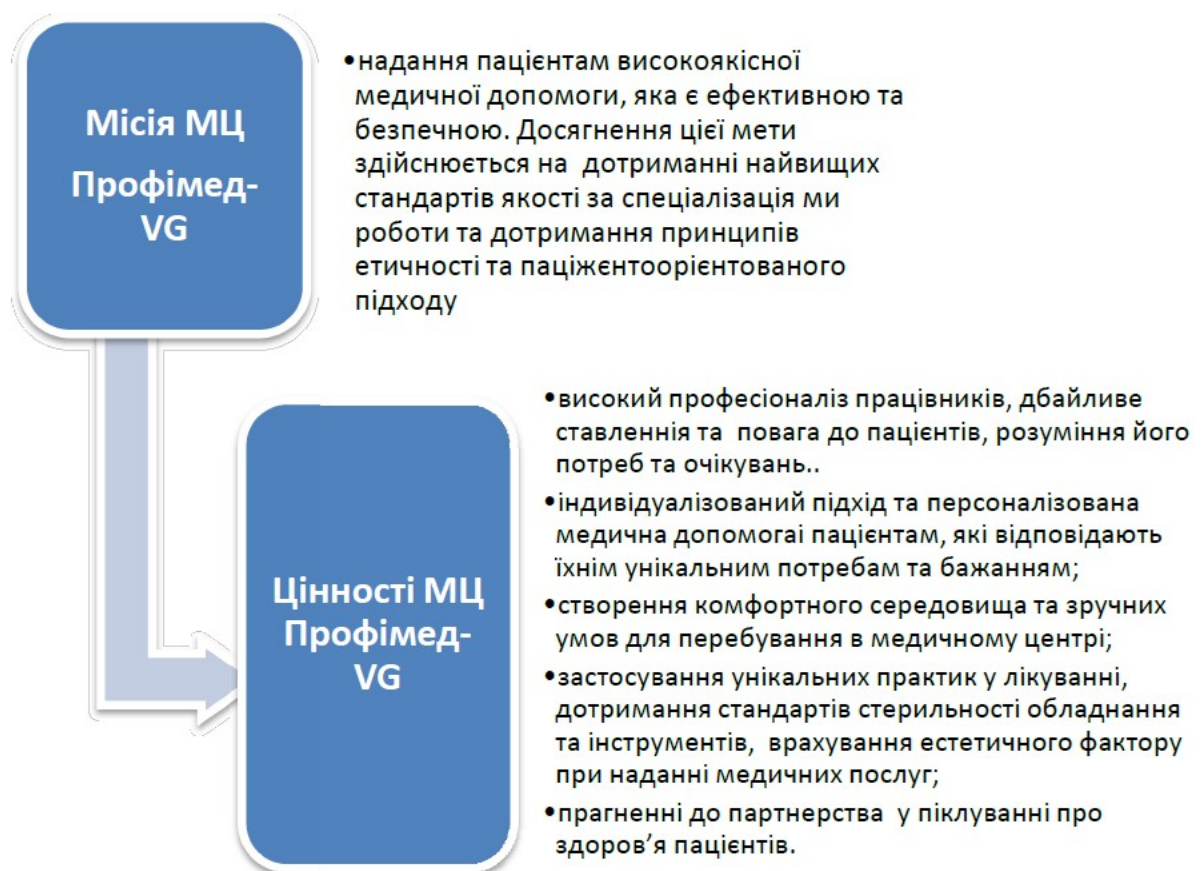 Місія МЦ
Профімед-
VG
•надання пацієнтам високоякісної
медичної допомоги, яка є ефективною та
безпечною. Досягнення цієї мети
здійснюється на дотриманні найвищих
стандартів якості за спеціалізація ми
роботи та дотримання принципів
етичності та паціжєнтоорієнтованого
підходу
Цінності МЦ
Профімед-
VG
•високий професіоналіз працівників, дбайливе
ставленнія та повага до пацієнтів, розуміння його
потреб та очікувань..
•індивідуалізований підхід та персоналізована
медична допомогаі пацієнтам, які відповідають
їхнім унікальним потребам та бажанням;
•створення комфортного середовища та зручних
умов для перебування в медичному центрі;
•застосування унікальних практик у лікуванні,
дотримання стандартів стерильності обладнання
та інструментів, врахування естетичного фактору
при наданні медичних послуг;
•прагненні до партнерства у піклуванні про
здоров’я пацієнтів.